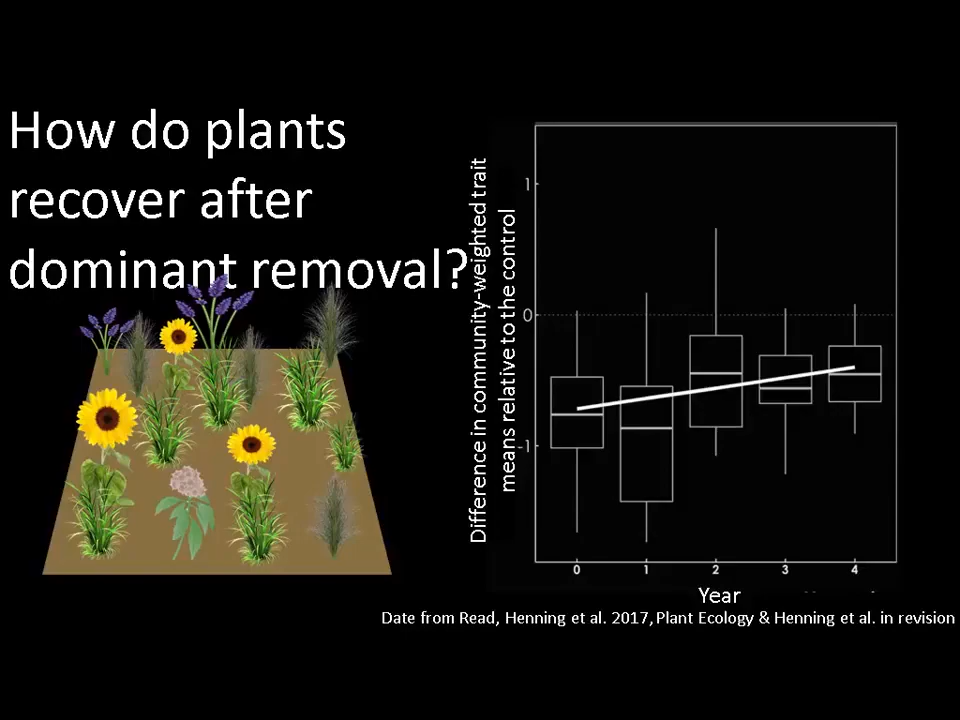 How do plants
recover after
dominant removal?
Difference in community-weighted trait
means relative to the control
1
0
-1
0 1 2 3 4
Year
Date from Read, Henning et al. 2017, Plant Ecology & Henning et al. in revision